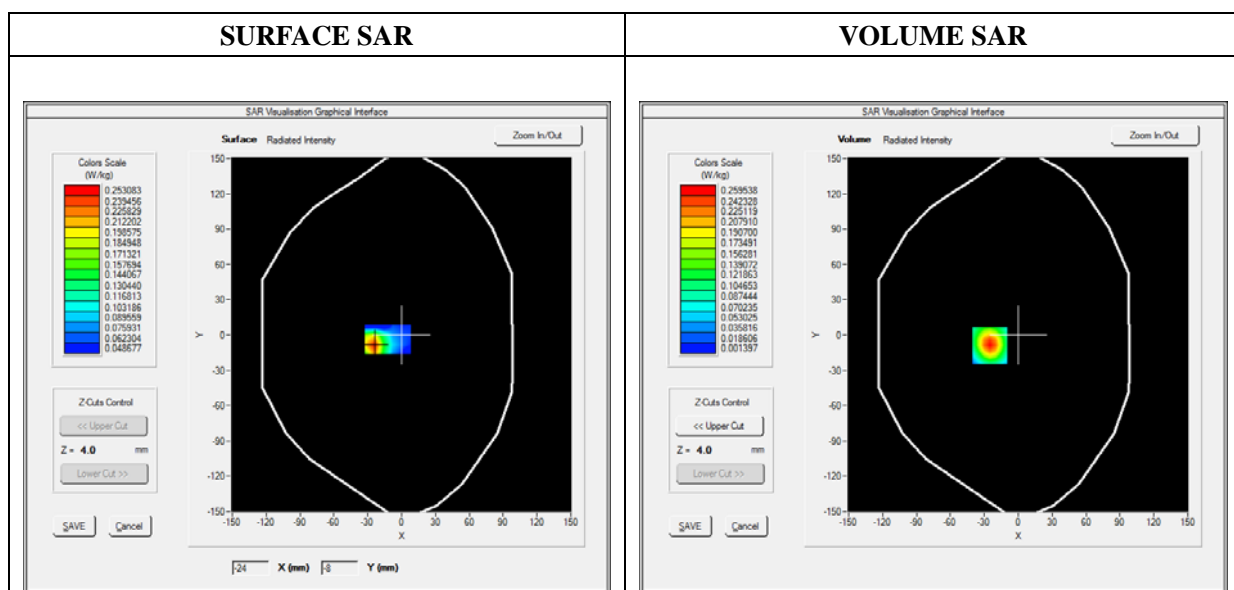 SURFACE SAR
VOLUME SAR
SAR Visualisation Graphical Interface
Surface Radiated Intensity
Zoom In/Out
Colors Scale
(W/kg)
0.253083
0.239456
0.225829
0.212202
0.198575
0.184948
0.171321
0.157694
0.144067
0.130440
0.116813
0.103186
0.089559
0.075931
0.062304
0.048677
150
120
90
60
30
0
-30
-60
-90
-120
-150
Y
-150 -120 -90 -60 -30 0 30 60 90 120 150
X
Z-Cuts Control
<< Upper Cut
Z = 4.0 mm
Lower Cut >>
SAVE Cancel
-24 X (mm) -8 Y (mm)
SAR Visualisation Graphical Interface
Volume Radiated Intensity
Zoom In/Out
Colors Scale
(W/kg)
0.259538
0.242328
0.225119
0.207910
0.190700
0.173491
0.156281
0.139072
0.121863
0.104653
0.087444
0.070235
0.053025
0.035816
0.018606
0.001397
150
120
90
60
30
0
-30
-60
-90
-120
-150
Y
-150 -120 -90 -60 -30 0 30 60 90 120 150
X
Z-Cuts Control
<< Upper Cut
Z = 4.0 mm
Lower Cut >>
SAVE Cancel